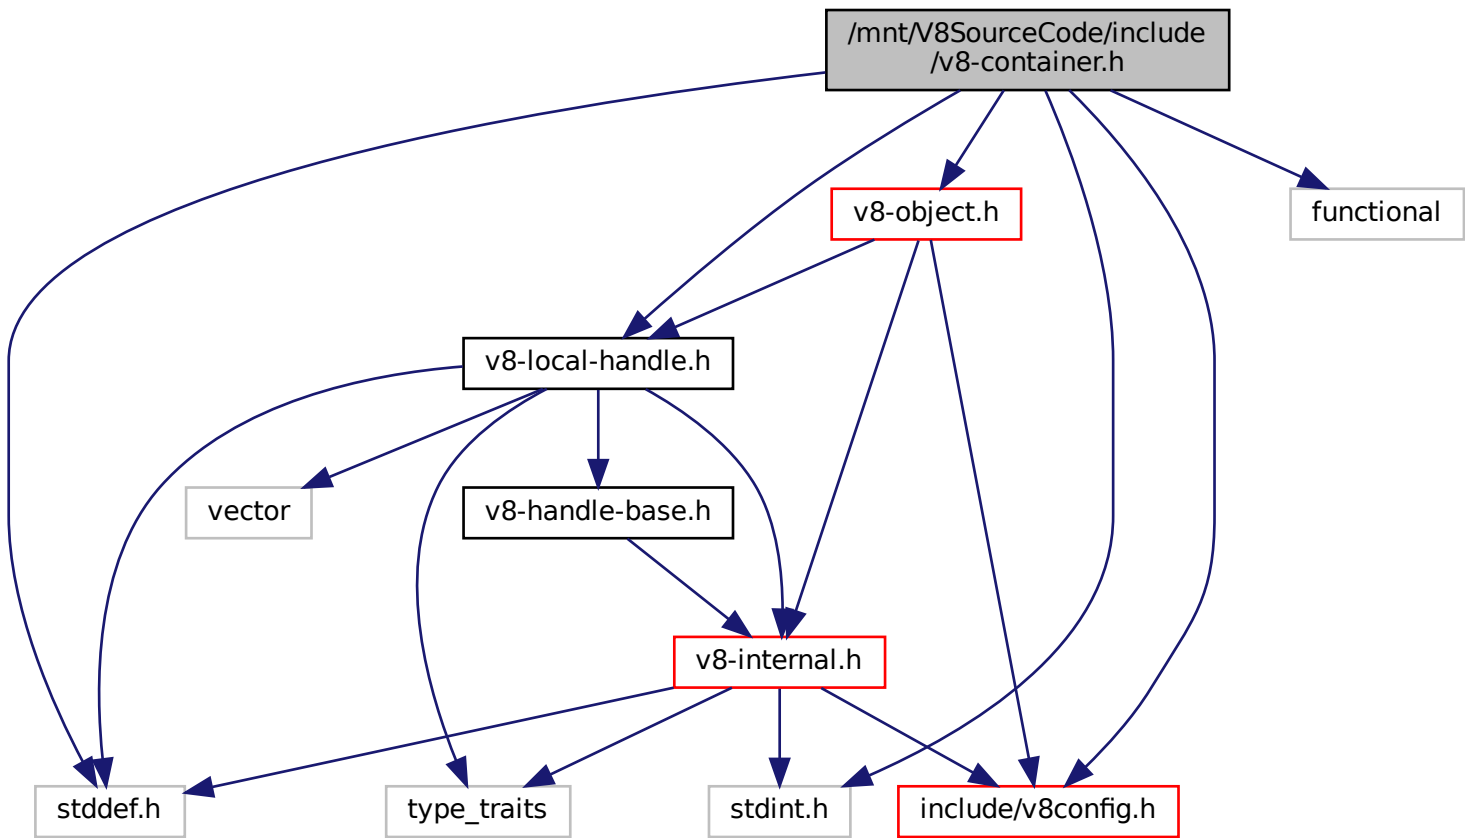 /mnt/V8SourceCode/include
/v8-container.h
v8-object.h
functional
v8-local-handle.h
vector
v8-handle-base.h
v8-internal.h
stddef.h
type_traits
stdint.h
include/v8config.h